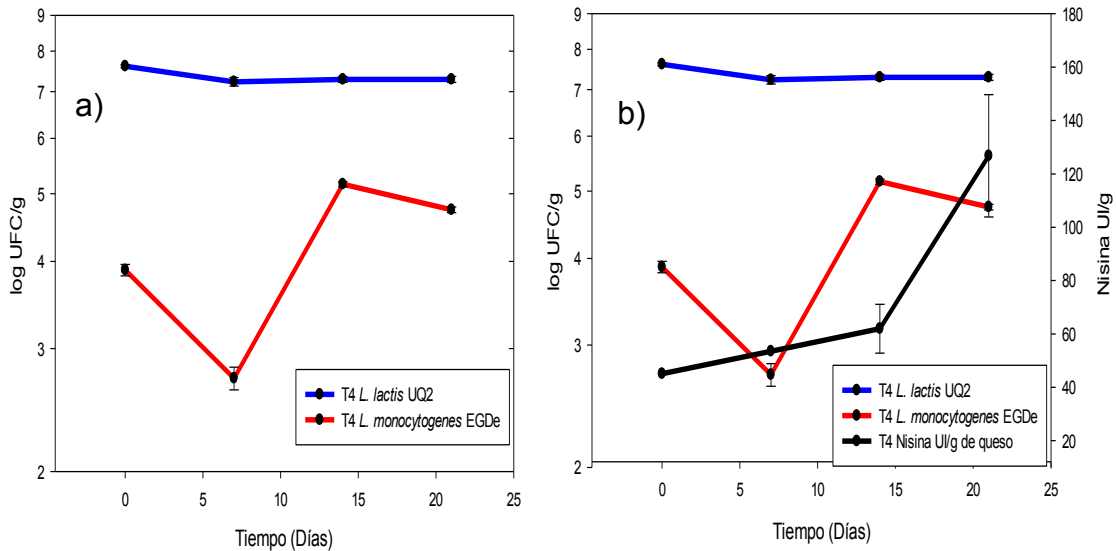 a)
log UFC/g
9
8
7
6
5
4
3
2
0 5 10 15 20 25
Tiempo (Días)
T4 L. lactis UQ2
T4 L. monocytogenes EGDe
b)
log UFC/g
9
8
7
6
5
4
3
2
0 5 10 15 20 25
Tiempo (Días)
180
160
140
120
100
80
60
40
20
Nisina UI/g
T4 L. lactis UQ2
T4 L. monocytogenes EGDe
T4 Nisina UI/g de queso